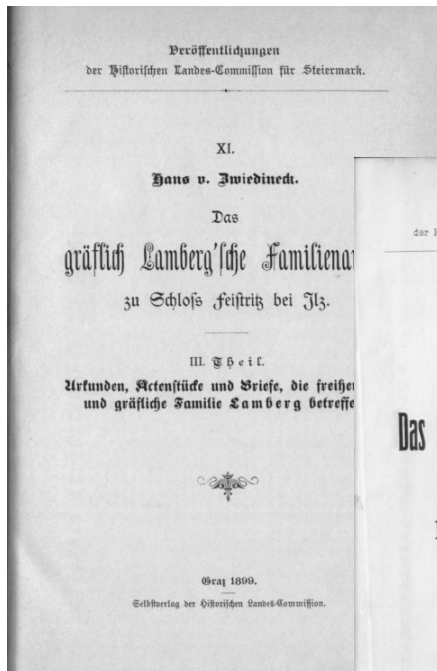 Veröffentlichungen
der Historischen Landes-Commission für Steiermark.
XI.
Hans v. Zwiedineck.
Das
gräflich Lamberg'sche Familienar
zu Schloss Feistritz bei Ilz.
III. Theil.
Urkunden, Actenstücke und Briefe, die freiher
und gräfliche Familie Lamberg betreffe
Graz 1899.
Selbstverlag der Historischen Landes-Commission.
der H
Das